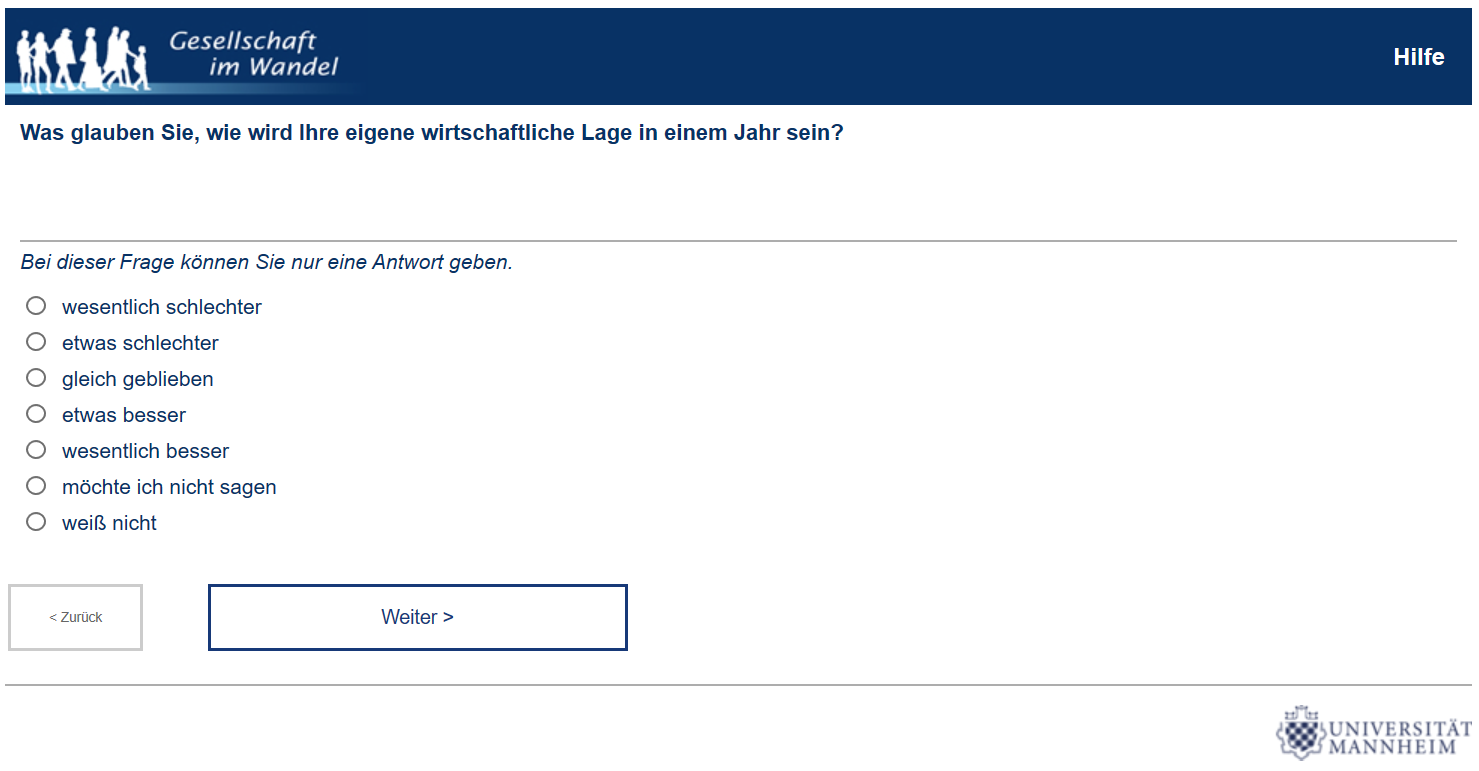 Gesellschaft
im Wandel
Hilfe
Was glauben Sie, wie wird Ihre eigene wirtschaftliche Lage in einem Jahr sein?
Bei dieser Frage können Sie nur eine Antwort geben.
wesentlich schlechter
etwas schlechter
gleich geblieben
etwas besser
wesentlich besser
möchte ich nicht sagen
weiß nicht
< Zurück
Weiter >
UNIVERSITÄT
MANNHEIM